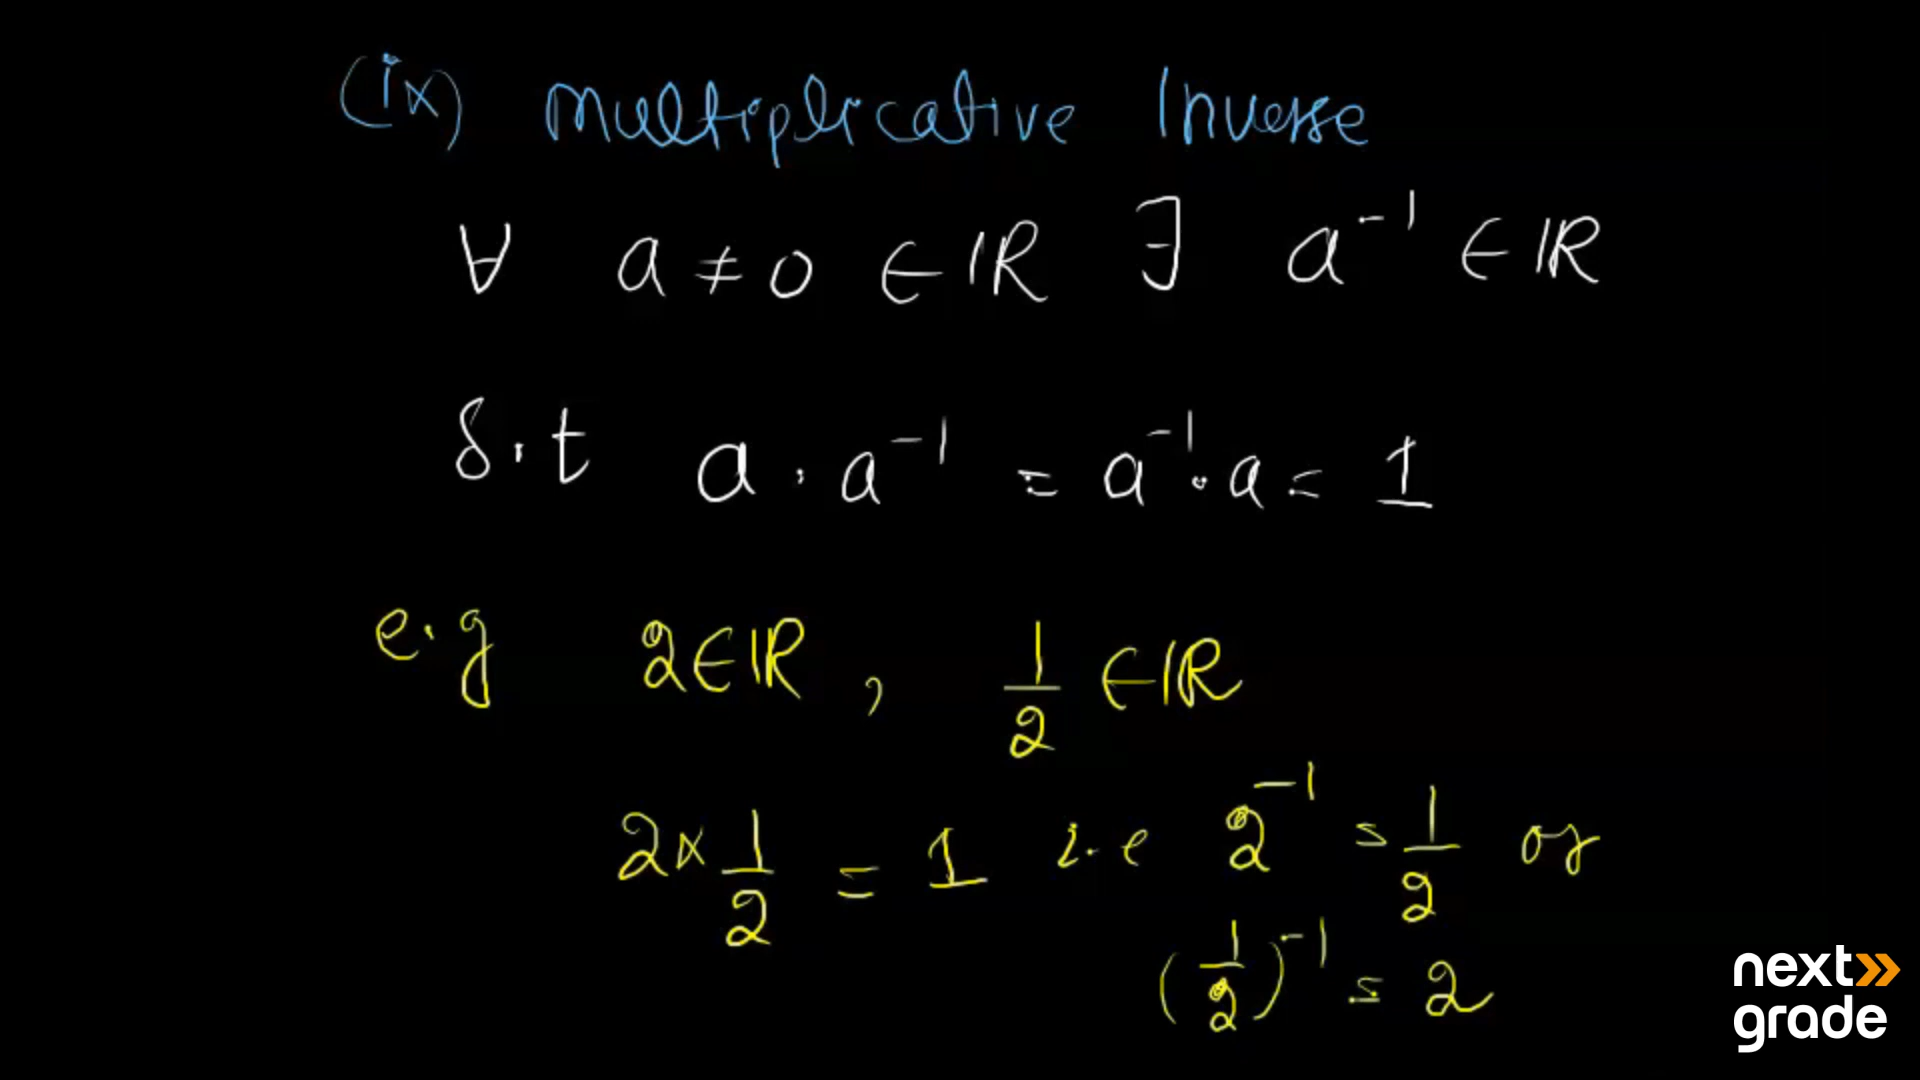 (ix) Multiplicative Inverse
∀ a ≠ 0 ∈ ℝ ∃ a⁻¹ ∈ ℝ
s.t a . a⁻¹ = a⁻¹ . a = 1
e.g 2 ∈ ℝ , 1/2 ∈ ℝ
2 × 1/2 = 1 i.e 2⁻¹ = 1/2 or
(1/2)⁻¹ = 2
next
grade